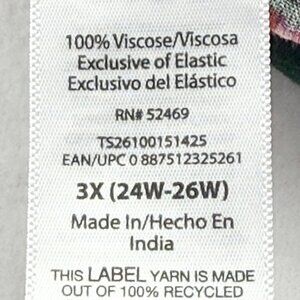 100% Viscose/Viscosa
Exclusive of Elastic
Exclusivo del Elástico
RN# 52469
TS26100151425
EAN/UPC 0 887512325261
3X (24W-26W)
Made In/Hecho En
India
THIS LABEL YARN IS MADE
OUT OF 100% RECYCLED